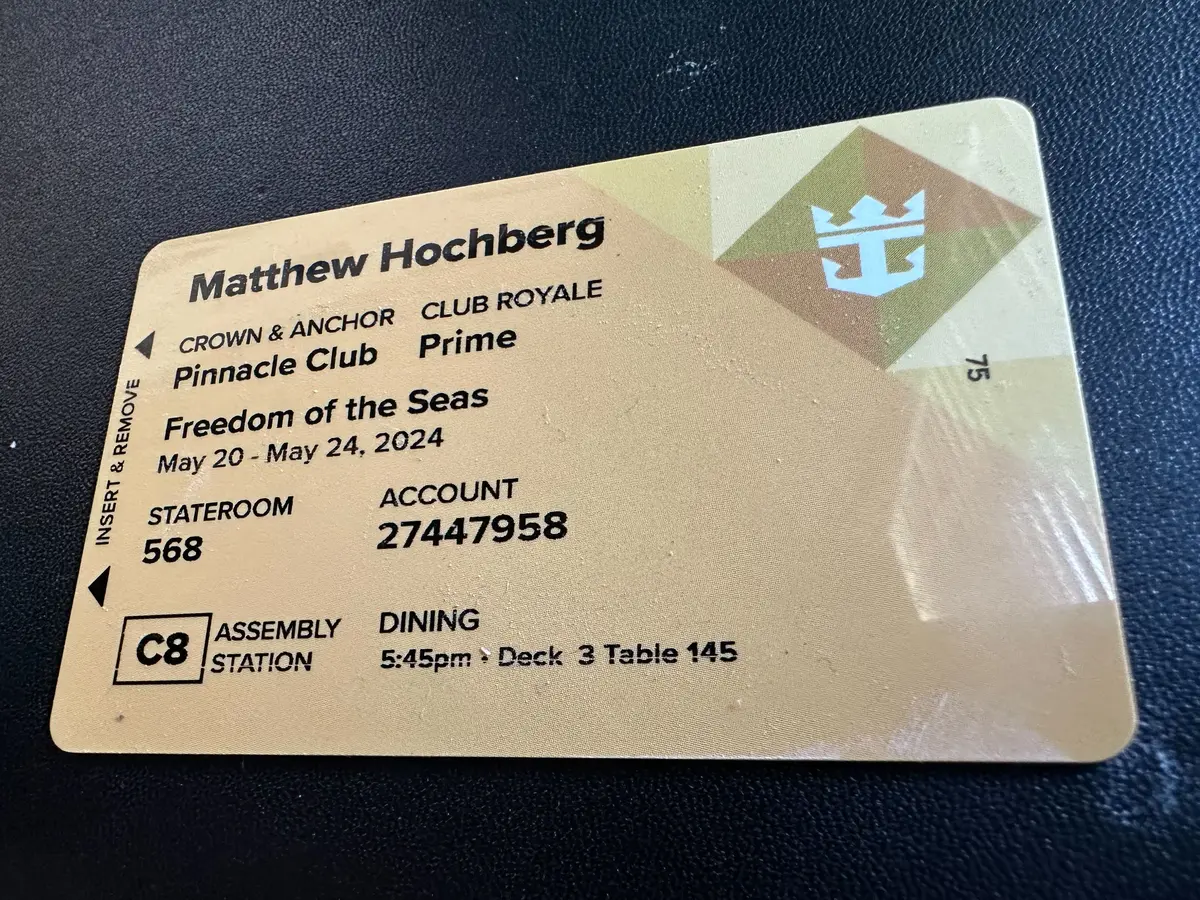 Matthew Hochberg
CROWN & ANCHOR CLUB ROYALE
Pinnacle Club Prime
Freedom of the Seas
May 20 - May 24, 2024
STATEROOM ACCOUNT
568 27447958
C8 ASSEMBLY STATION
DINING
5:45pm · Deck 3 Table 145
INSERT & REMOVE
75